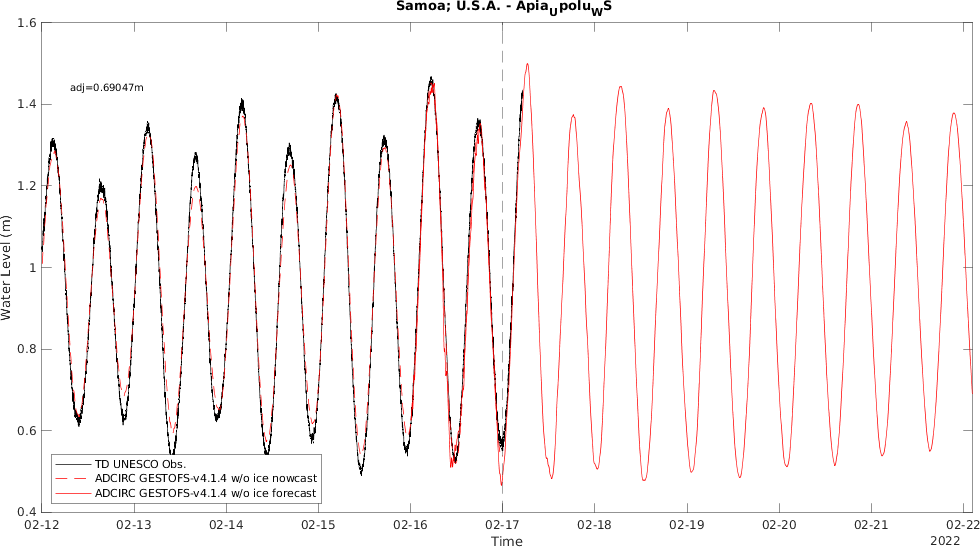 Samoa; U.S.A. - Apia_Upolu_WS
1.6
1.4
adj=0.69047m
1.2
1
0.8
0.6
0.4
Water Level (m)
TD UNESCO Obs.
ADCIRC GESTOFS-v4.1.4 w/o ice nowcast
ADCIRC GESTOFS-v4.1.4 w/o ice forecast
02-12 02-13 02-14 02-15 02-16 02-17 02-18 02-19 02-20 02-21 02-22
Time
2022